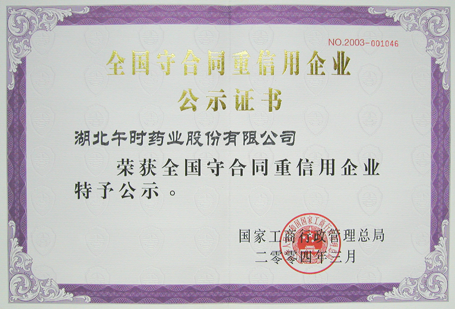 NO.2003-001046
全国守合同重信用企业
公示证书
湖北午时药业股份有限公司
荣获全国守合同重信用企业
特予公示。
国家工商行政管理总局
二零零四年三月